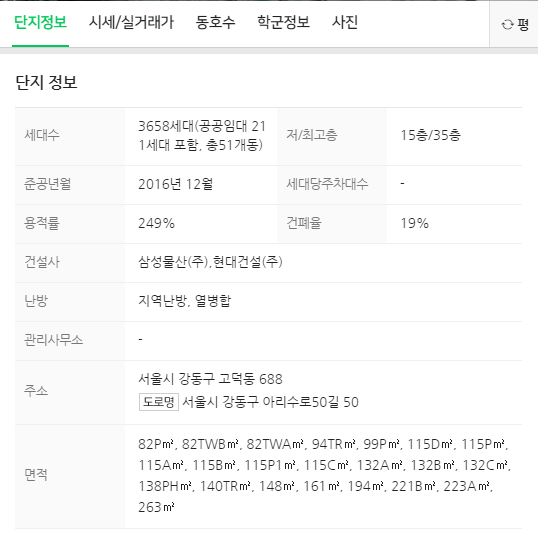 단지정보 시세/실거래가 동호수 학군정보 사진 평
단지 정보
세대수 3658세대(공공임대 21
1세대 포함, 총51개동) 저/최고층 15층/35층
준공년월 2016년 12월 세대당주차대수 -
용적률 249% 건폐율 19%
건설사 삼성물산(주),현대건설(주)
난방 지역난방, 열병합
관리사무소 -
주소 서울시 강동구 고덕동 688
도로명 서울시 강동구 아리수로50길 50
면적 82P㎡, 82TWB㎡, 82TWA㎡, 94TR㎡, 99P㎡, 115D㎡, 115P㎡,
115A㎡, 115B㎡, 115P1㎡, 115C㎡, 132A㎡, 132B㎡, 132C㎡,
138PH㎡, 140TR㎡, 148㎡, 161㎡, 194㎡, 221B㎡, 223A㎡,
263㎡